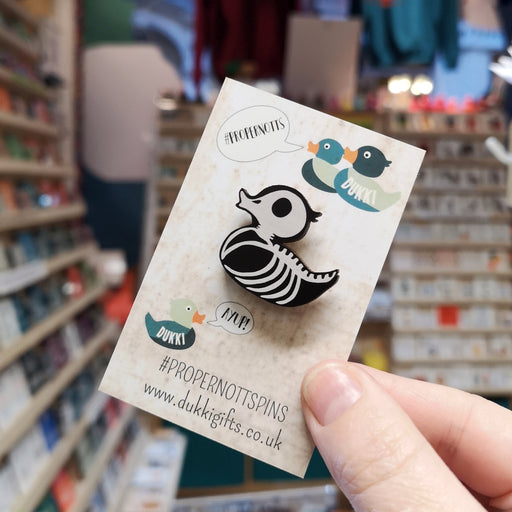 #PROPERNOTTS
DUKKI
DUKKI
AYUP!
#PROPERNOTTSPINS
www.dukkigifts.co.uk